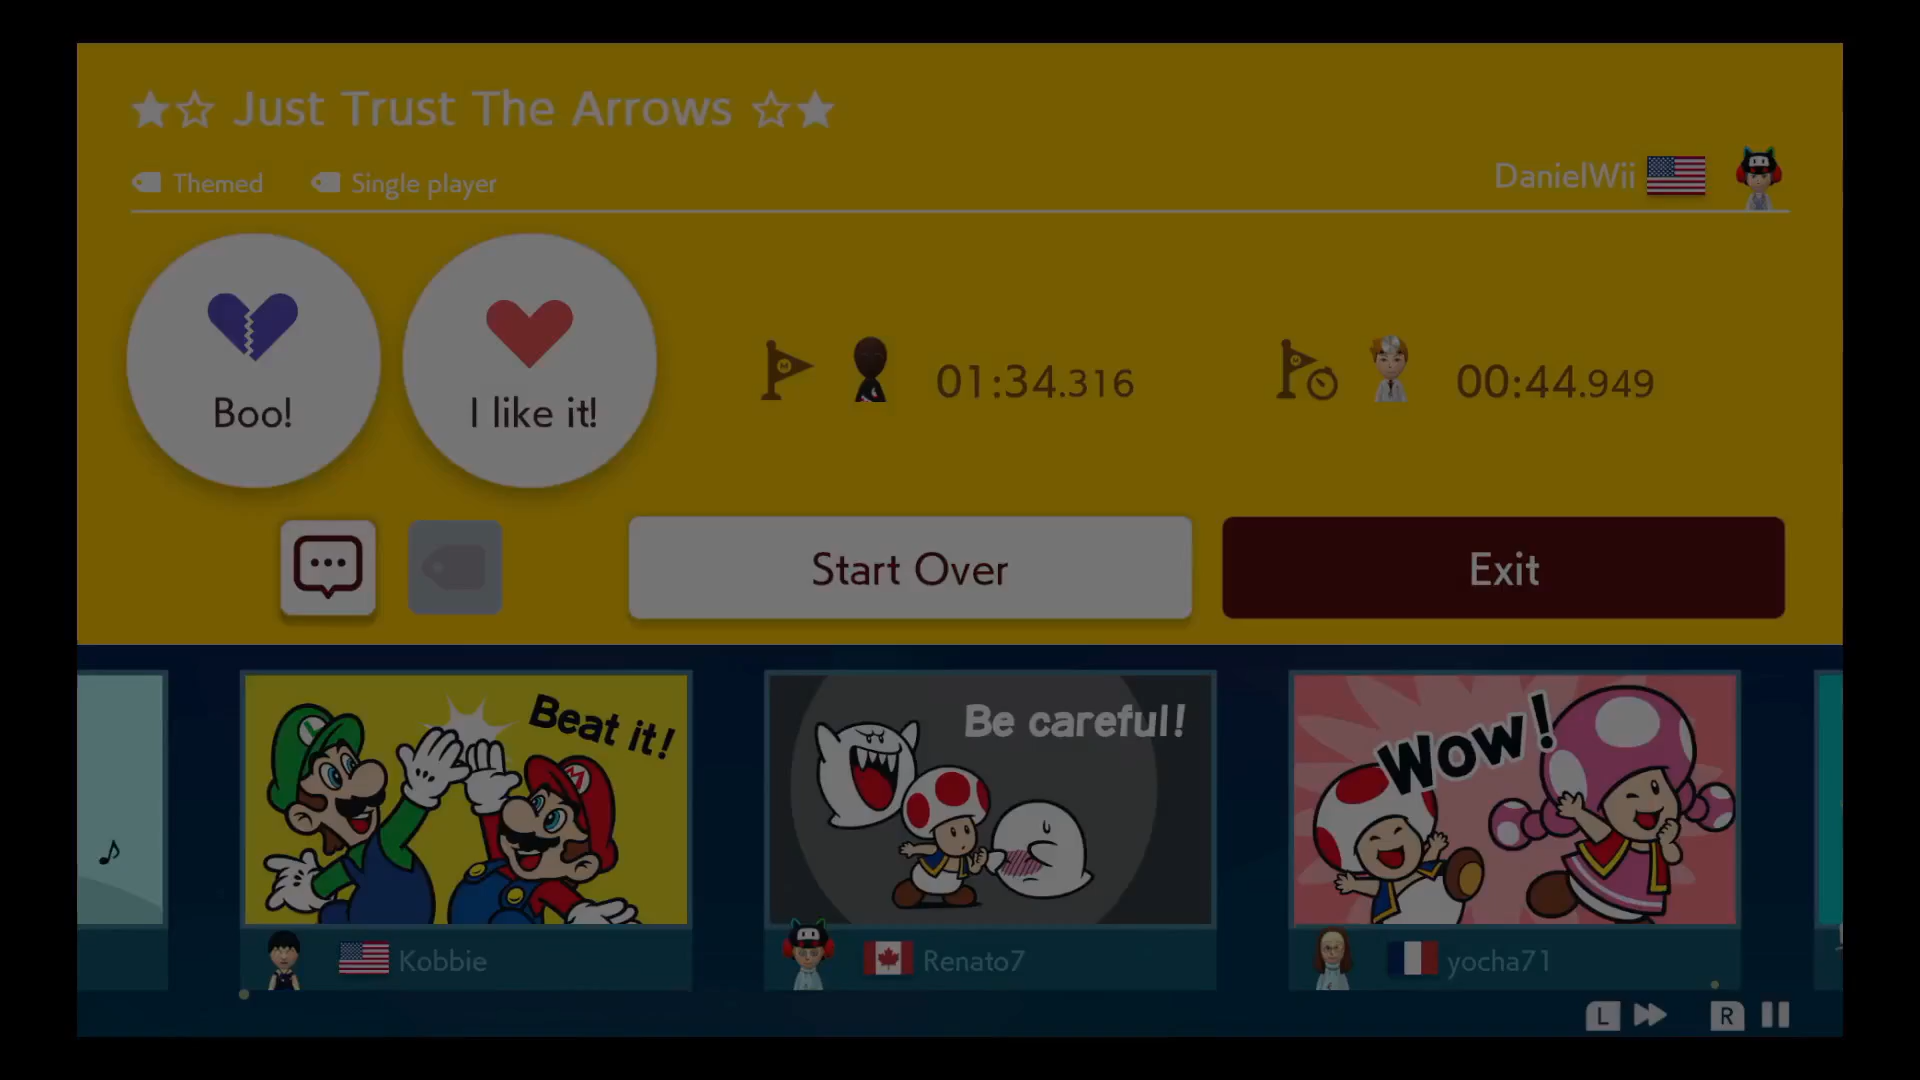 ★☆ Just Trust The Arrows ☆★
Themed
Single player
DanielWii
Boo!
I like it!
M
01:34.316
M
00:44.949
Start Over
Exit
Beat it!
Be careful!
Wow!
Kobbie
Renato7
yocha71
L
R